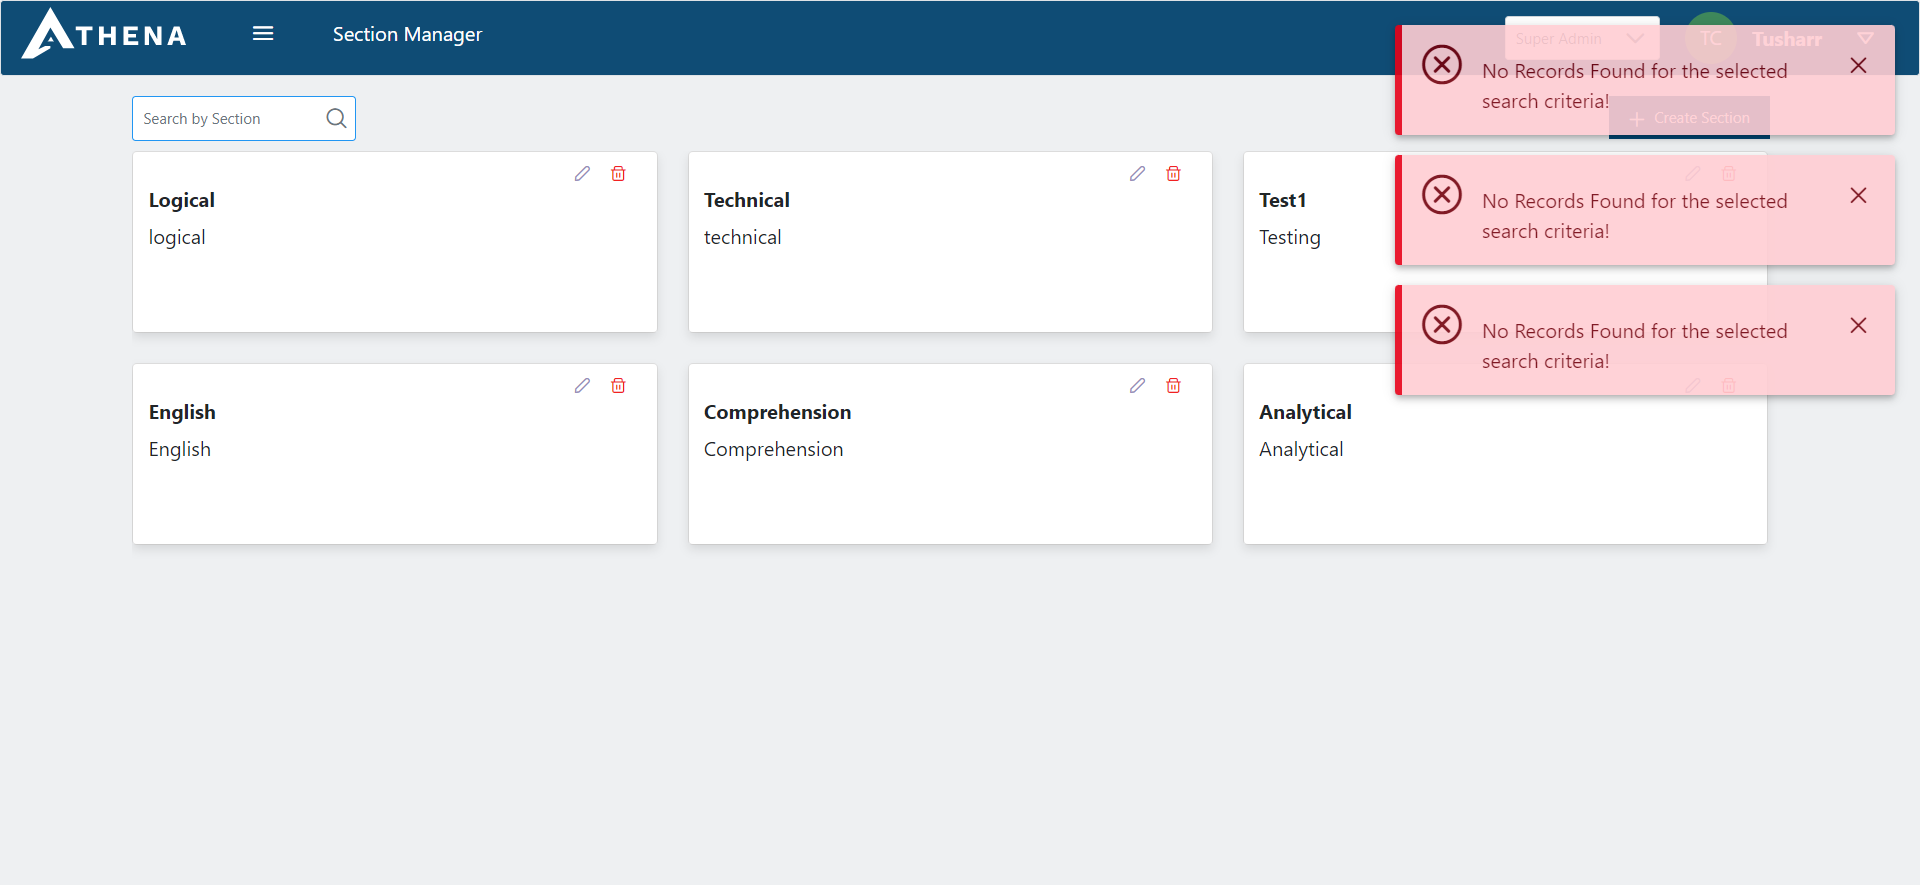 ATHENA
Section Manager
Super Admin
TC
Tusharr
No Records Found for the selected
search criteria!
Search by Section
Create Section
Logical
logical
Technical
technical
Test1
Testing
No Records Found for the selected
search criteria!
No Records Found for the selected
search criteria!
English
English
Comprehension
Comprehension
Analytical
Analytical